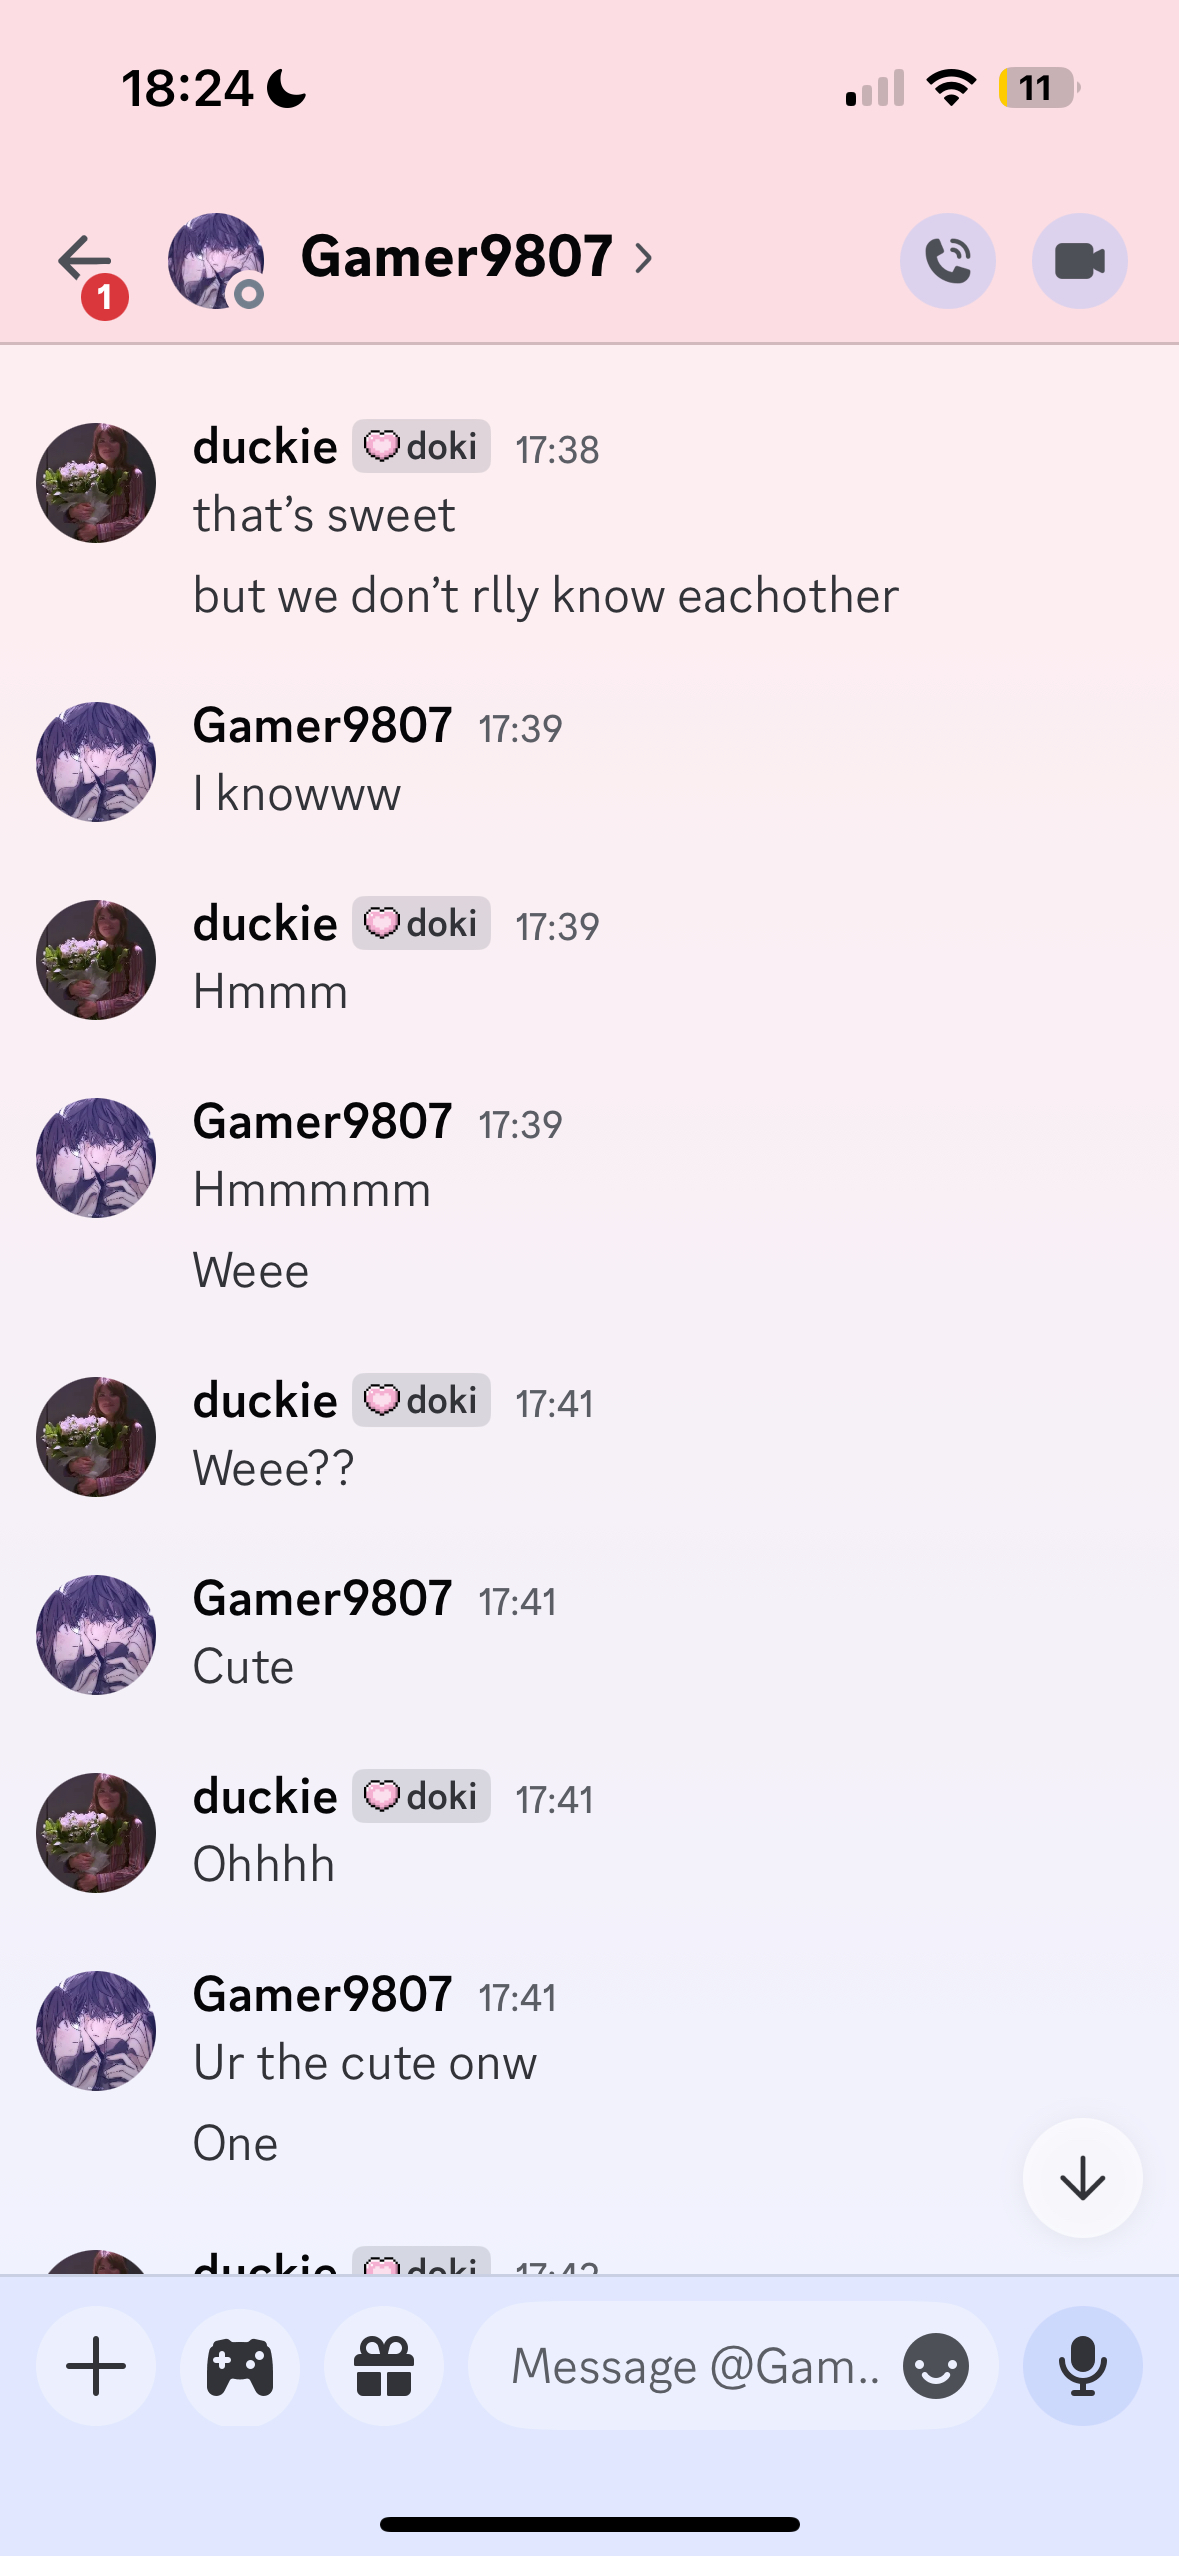 18:24
11
1
Gamer9807
duckie doki 17:38
that’s sweet
but we don’t rlly know eachother
Gamer9807 17:39
I knowww
duckie doki 17:39
Hmmm
Gamer9807 17:39
Hmmmmm
Weee
duckie doki 17:41
Weee??
Gamer9807 17:41
Cute
duckie doki 17:41
Ohhhh
Gamer9807 17:41
Ur the cute onw
One
duckie doki
Message @Gam..